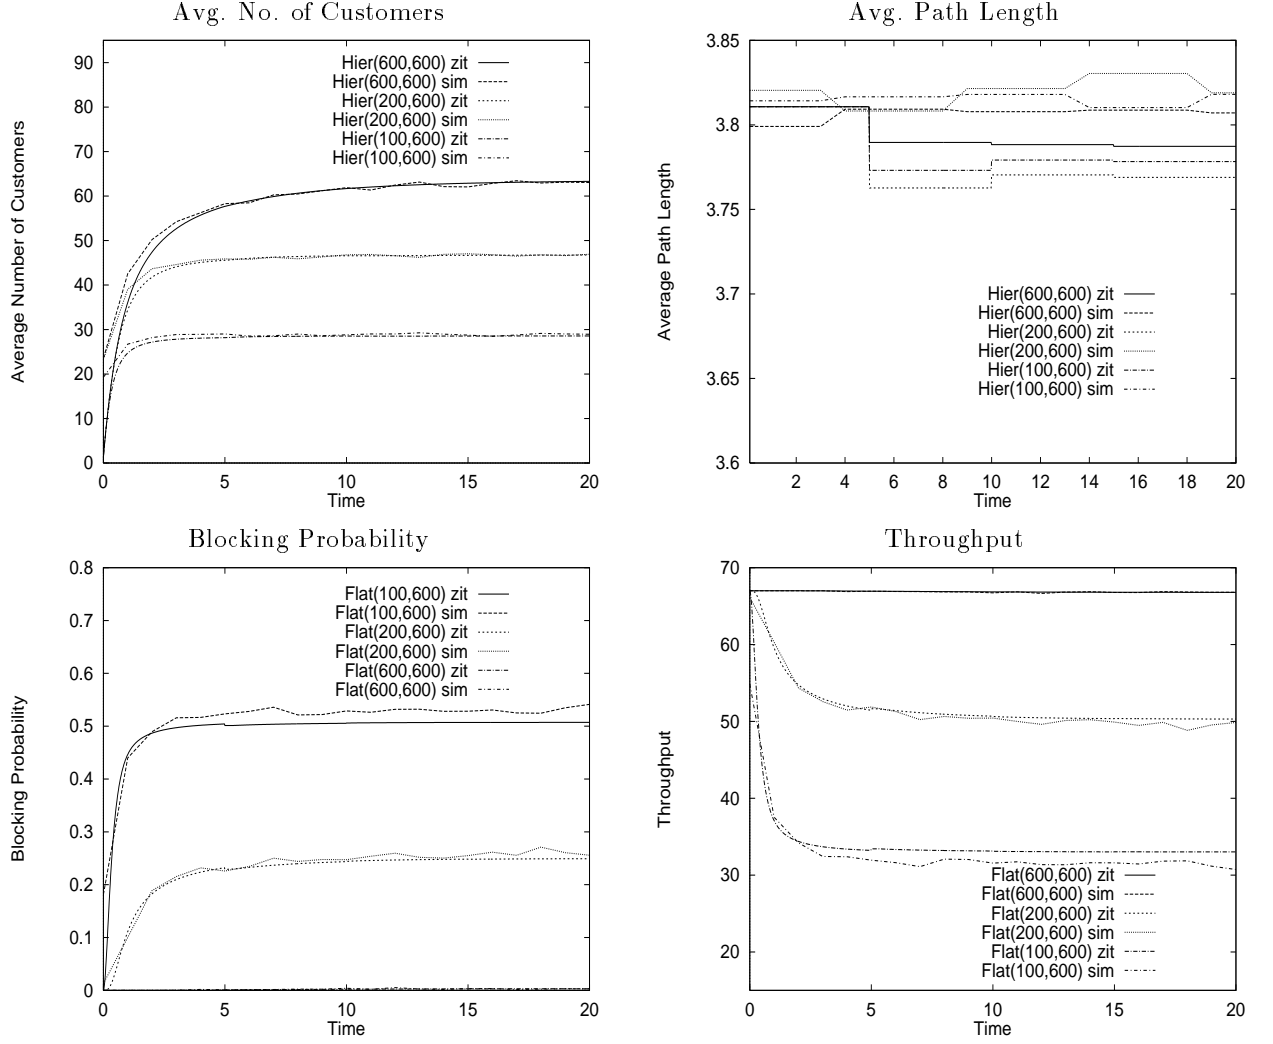 Avg. No. of Customers
90
80
70
60
50
40
30
20
10
0
0 5 10 15 20
Time
Average Number of Customers
Hier(600,600) zit
Hier(600,600) sim
Hier(200,600) zit
Hier(200,600) sim
Hier(100,600) zit
Hier(100,600) sim
Avg. Path Length
3.85
3.8
3.75
3.7
3.65
3.6
2 4 6 8 10 12 14 16 18 20
Time
Average Path Length
Hier(600,600) zit
Hier(600,600) sim
Hier(200,600) zit
Hier(200,600) sim
Hier(100,600) zit
Hier(100,600) sim
Blocking Probability
0.8
0.7
0.6
0.5
0.4
0.3
0.2
0.1
0
0 5 10 15 20
Time
Blocking Probability
Flat(100,600) zit
Flat(100,600) sim
Flat(200,600) zit
Flat(200,600) sim
Flat(600,600) zit
Flat(600,600) sim
Throughput
70
60
50
40
30
20
0 5 10 15 20
Time
Throughput
Flat(600,600) zit
Flat(600,600) sim
Flat(200,600) zit
Flat(200,600) sim
Flat(100,600) zit
Flat(100,600) sim